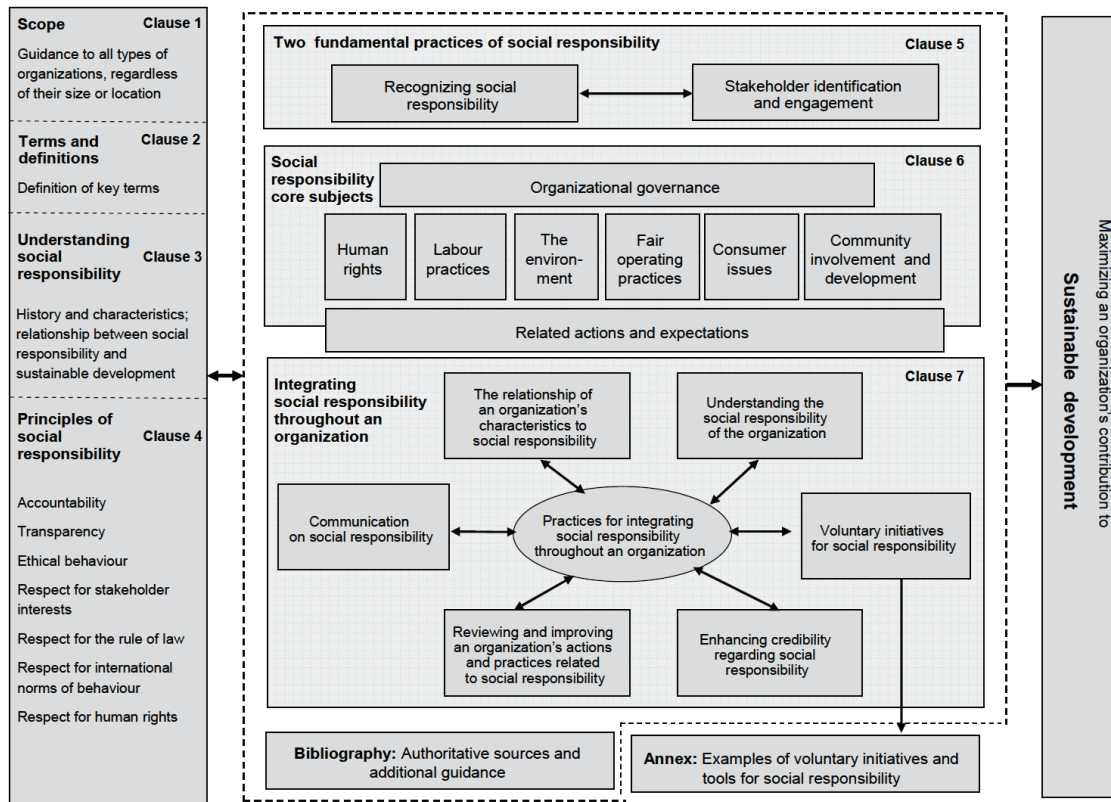 Scope
Clause 1
Guidance to all types of
organizations, regardless
of their size or location
Terms and
definitions
Clause 2
Definition of key terms
Understanding
social
responsibility
Clause 3
History and characteristics;
relationship between social
responsibility and
sustainable development
Principles of
social
responsibility
Clause 4
Accountability
Transparency
Ethical behaviour
Respect for stakeholder
interests
Respect for the rule of law
Respect for international
norms of behaviour
Respect for human rights
Two fundamental practices of social responsibility
Clause 5
Recognizing social
responsibility
Stakeholder identification
and engagement
Social
responsibility
core subjects
Clause 6
Organizational governance
Human
rights
Labour
practices
The
environ-
ment
Fair
operating
practices
Consumer
issues
Community
involvement and
development
Related actions and expectations
Integrating
social responsibility
throughout an
organization
Clause 7
The relationship of
an organization's
characteristics to
social responsibility
Understanding the
social responsibility
of the organization
Communication
on social responsibility
Practices for integrating
social responsibility
throughout an organization
Voluntary initiatives
for social responsibility
Reviewing and improving
an organization's actions
and practices related
to social responsibility
Enhancing credibility
regarding social
responsibility
Bibliography: Authoritative sources and
additional guidance
Annex: Examples of voluntary initiatives and
tools for social responsibility
Maximizing an organization's contribution to
Sustainable development